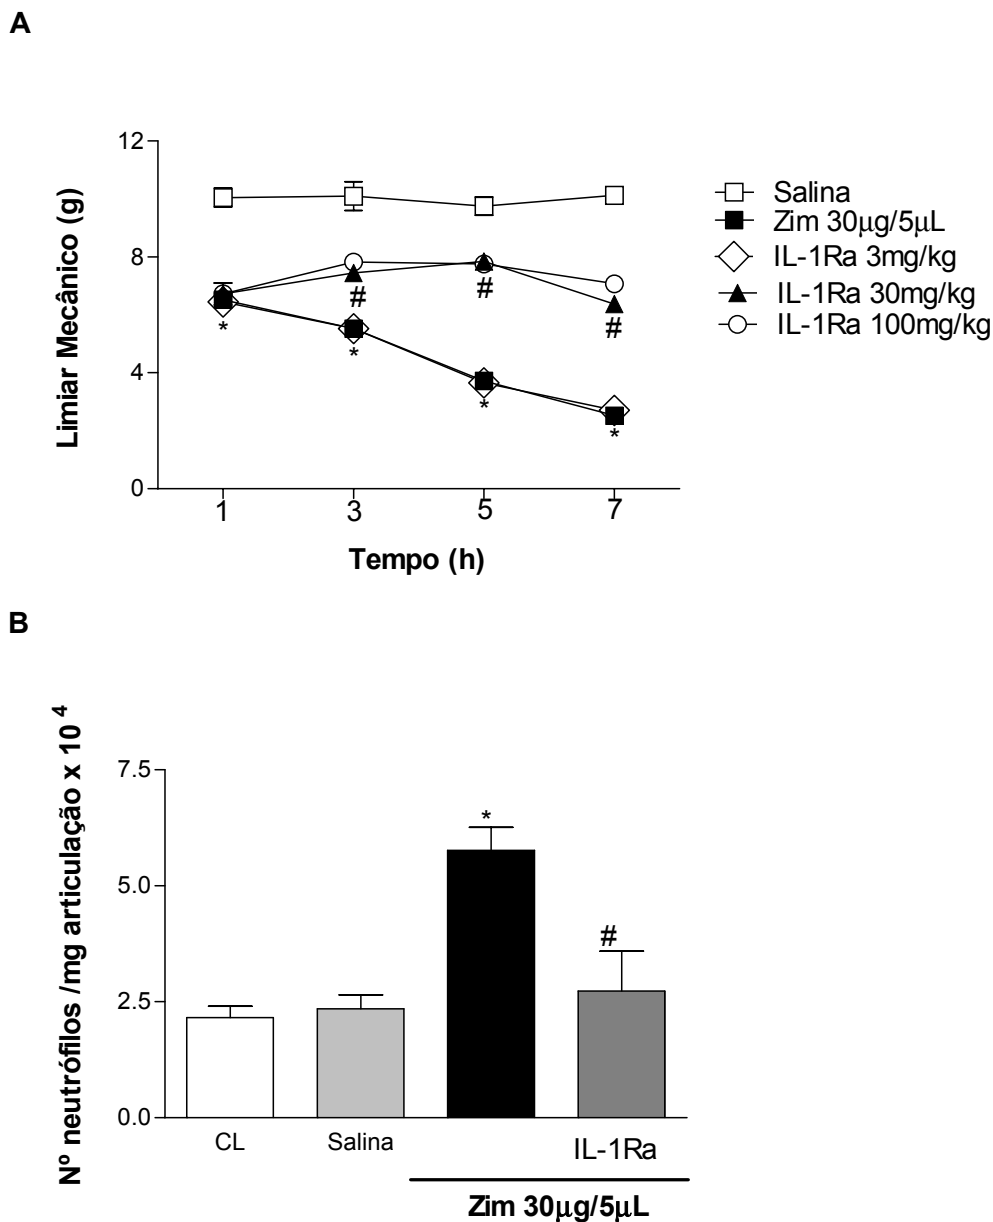 A
Limiar Mecânico (g)
12
8
4
0
*
*
#
*
#
*
#
1
3
5
7
Tempo (h)
Salina
Zim 30µg/5µL
IL-1Ra 3mg/kg
IL-1Ra 30mg/kg
IL-1Ra 100mg/kg
B
Nº neutrófilos /mg articulação x 10 4
7.5
5.0
2.5
0.0
*
#
CL
Salina
IL-1Ra
Zim 30µg/5µL